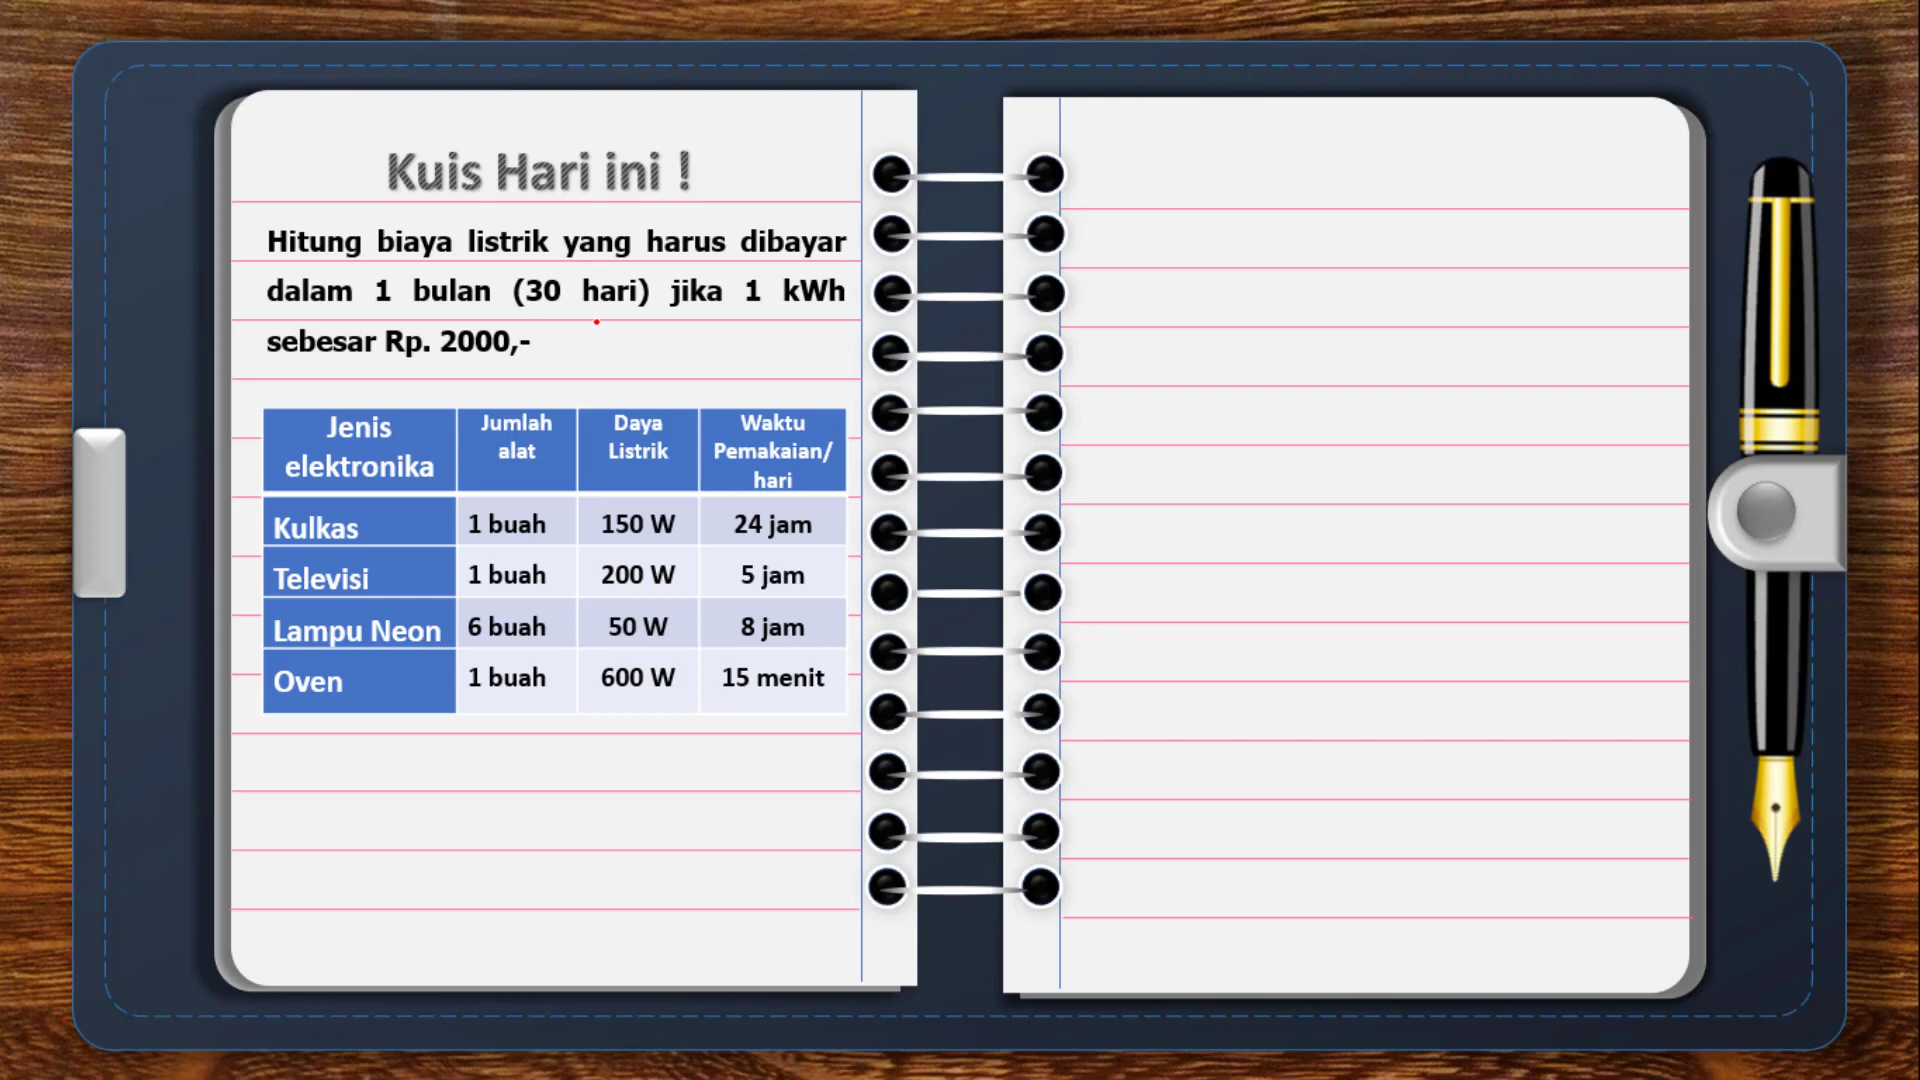 Kuis Hari ini !
Hitung biaya listrik yang harus dibayar
dalam 1 bulan (30 hari) jika 1 kWh
sebesar Rp. 2000,-
Jenis elektronika Jumlah alat Daya Listrik Waktu Pemakaian/ hari
Kulkas 1 buah 150 W 24 jam
Televisi 1 buah 200 W 5 jam
Lampu Neon 6 buah 50 W 8 jam
Oven 1 buah 600 W 15 menit